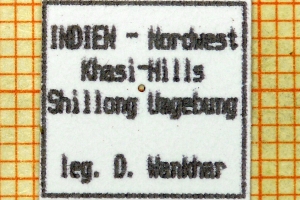 INDIEN - Nordwest
Khasi-Hills
Shillong Umgebung
leg. D. Wankhar